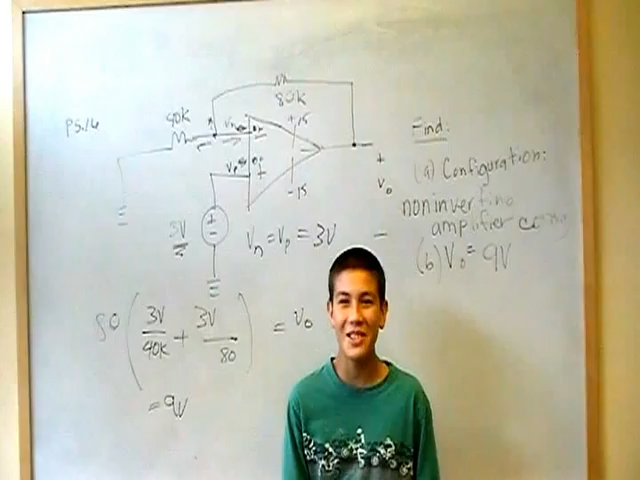 P5.16
80K
40K
+15
Vn
Vp
-15
+
Vo
-
3V
Vn = Vp = 3V
80 ( 3V/40K + 3V/80 ) = Vo
= 9V
Find:
(a) Configuration:
noninverting
amplifier
(b) Vo = 9V